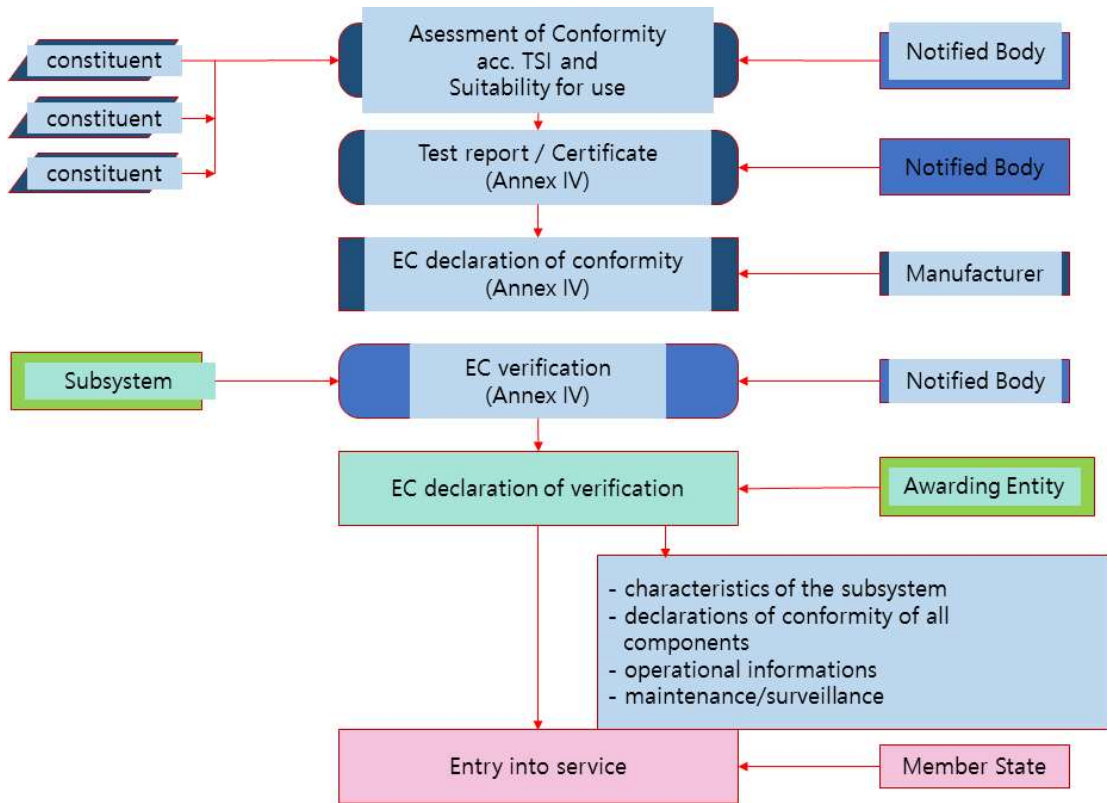 constituent
constituent
constituent
Asessment of Conformity
acc. TSI and
Suitability for use
Notified Body
Test report / Certificate
(Annex IV)
Notified Body
EC declaration of conformity
(Annex IV)
Manufacturer
Subsystem
EC verification
(Annex IV)
Notified Body
EC declaration of verification
Awarding Entity
- characteristics of the subsystem
- declarations of conformity of all
components
- operational informations
- maintenance/surveillance
Entry into service
Member State